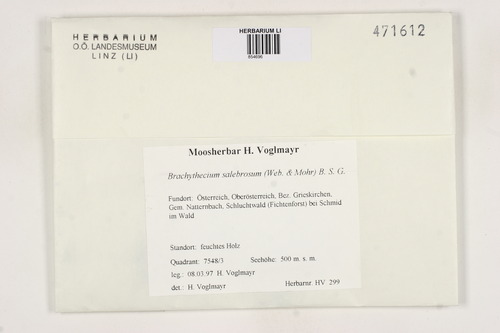 HERBARIUM
O.Ö. LANDESMUSEUM
LINZ (LI)
HERBARIUM LI
854696
471612
Moosherbar H. Voglmayr
Brachythecium salebrosum (Web. & Mohr) B. S. G.
Fundort: Österreich, Oberösterreich, Bez. Grieskirchen,
Gem. Natternbach, Schluchtwald (Fichtenforst) bei Schmid
im Wald
Standort: feuchtes Holz
Quadrant: 7548/3 Seehöhe: 500 m. s. m.
leg.: 08.03.97 H. Voglmayr
det.: H. Voglmayr Herbarnr. HV 299